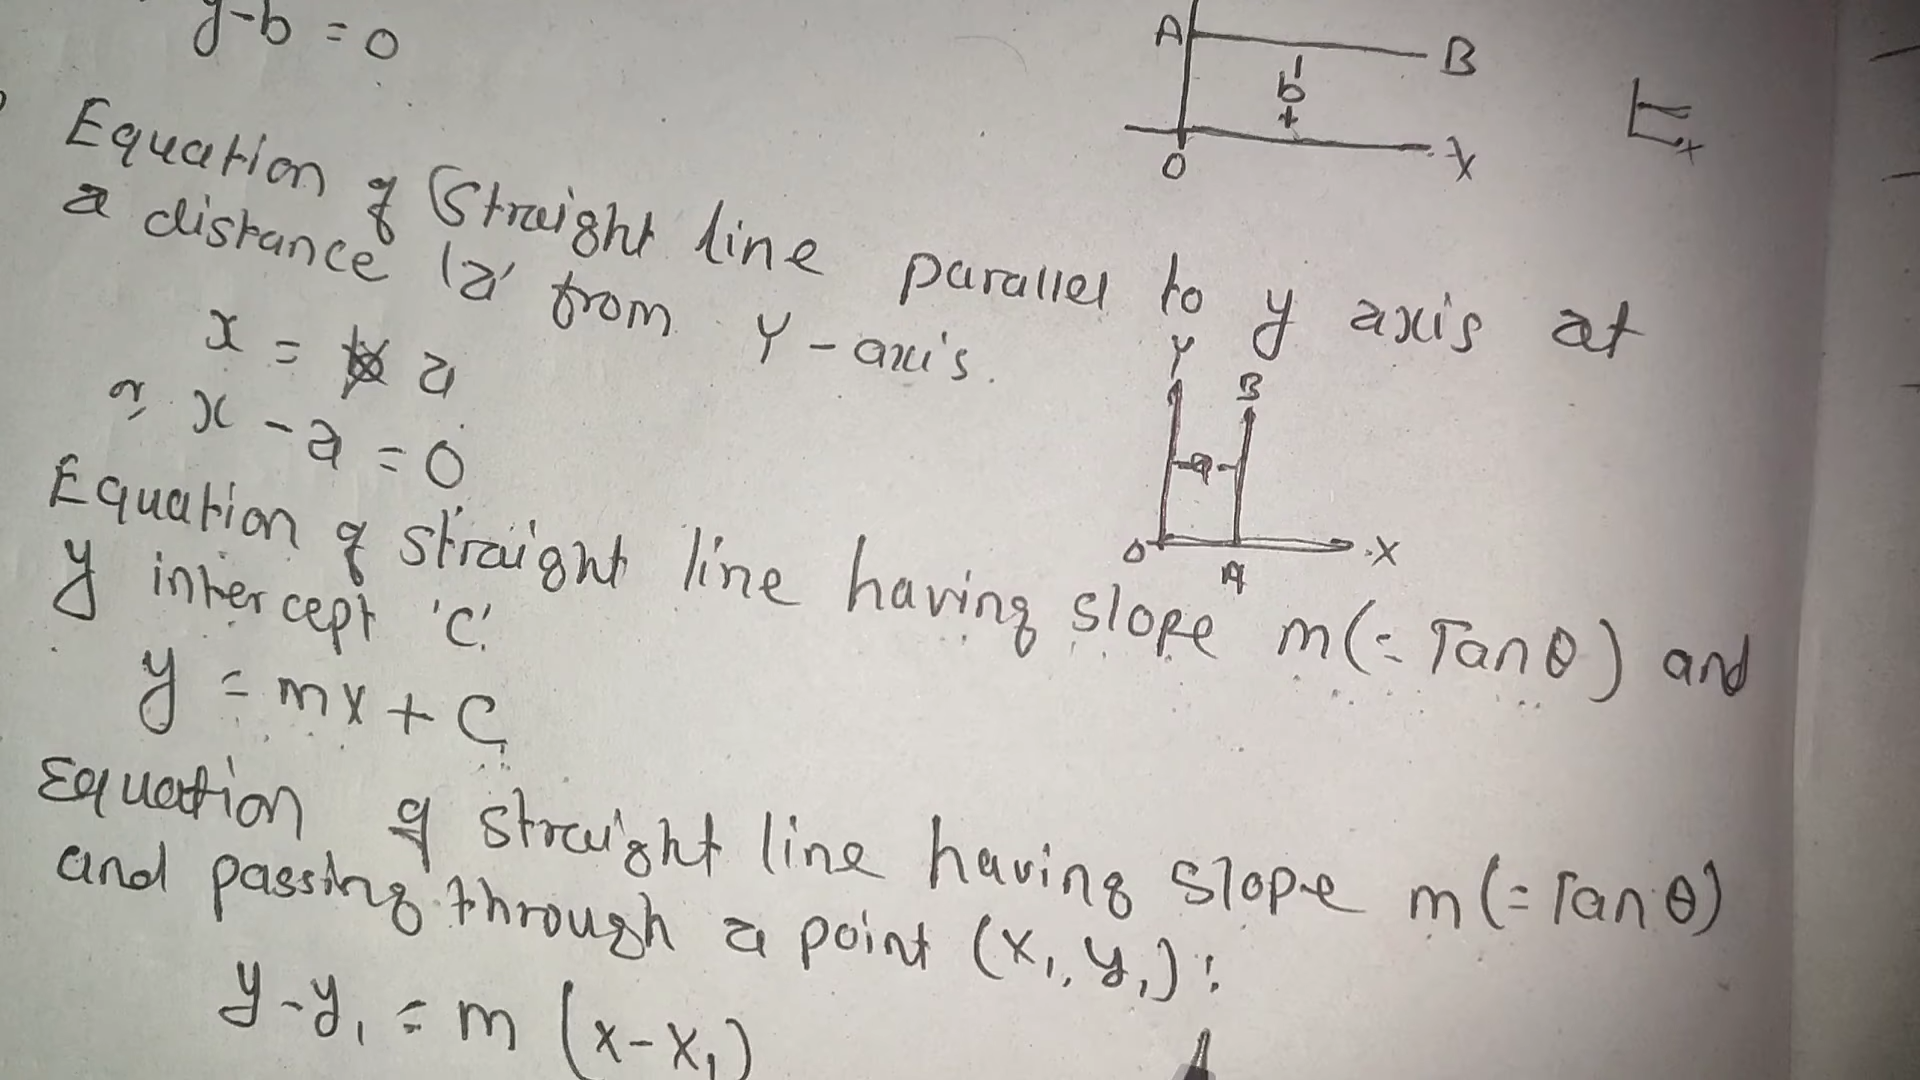 y-b = 0
A
B
b
O
X
Equation of straight line parallel to y axis at
a distance 'a' from Y-axis.
x = a
or x - a = 0
Y
B
a
O
A
X
Equation of straight line having slope m(= Tan θ) and
y intercept 'c'.
y = mx + C
Equation of straight line having slope m(= Tan θ)
and passing through a point (x₁, y₁):
y-y₁ = m (x-x₁)